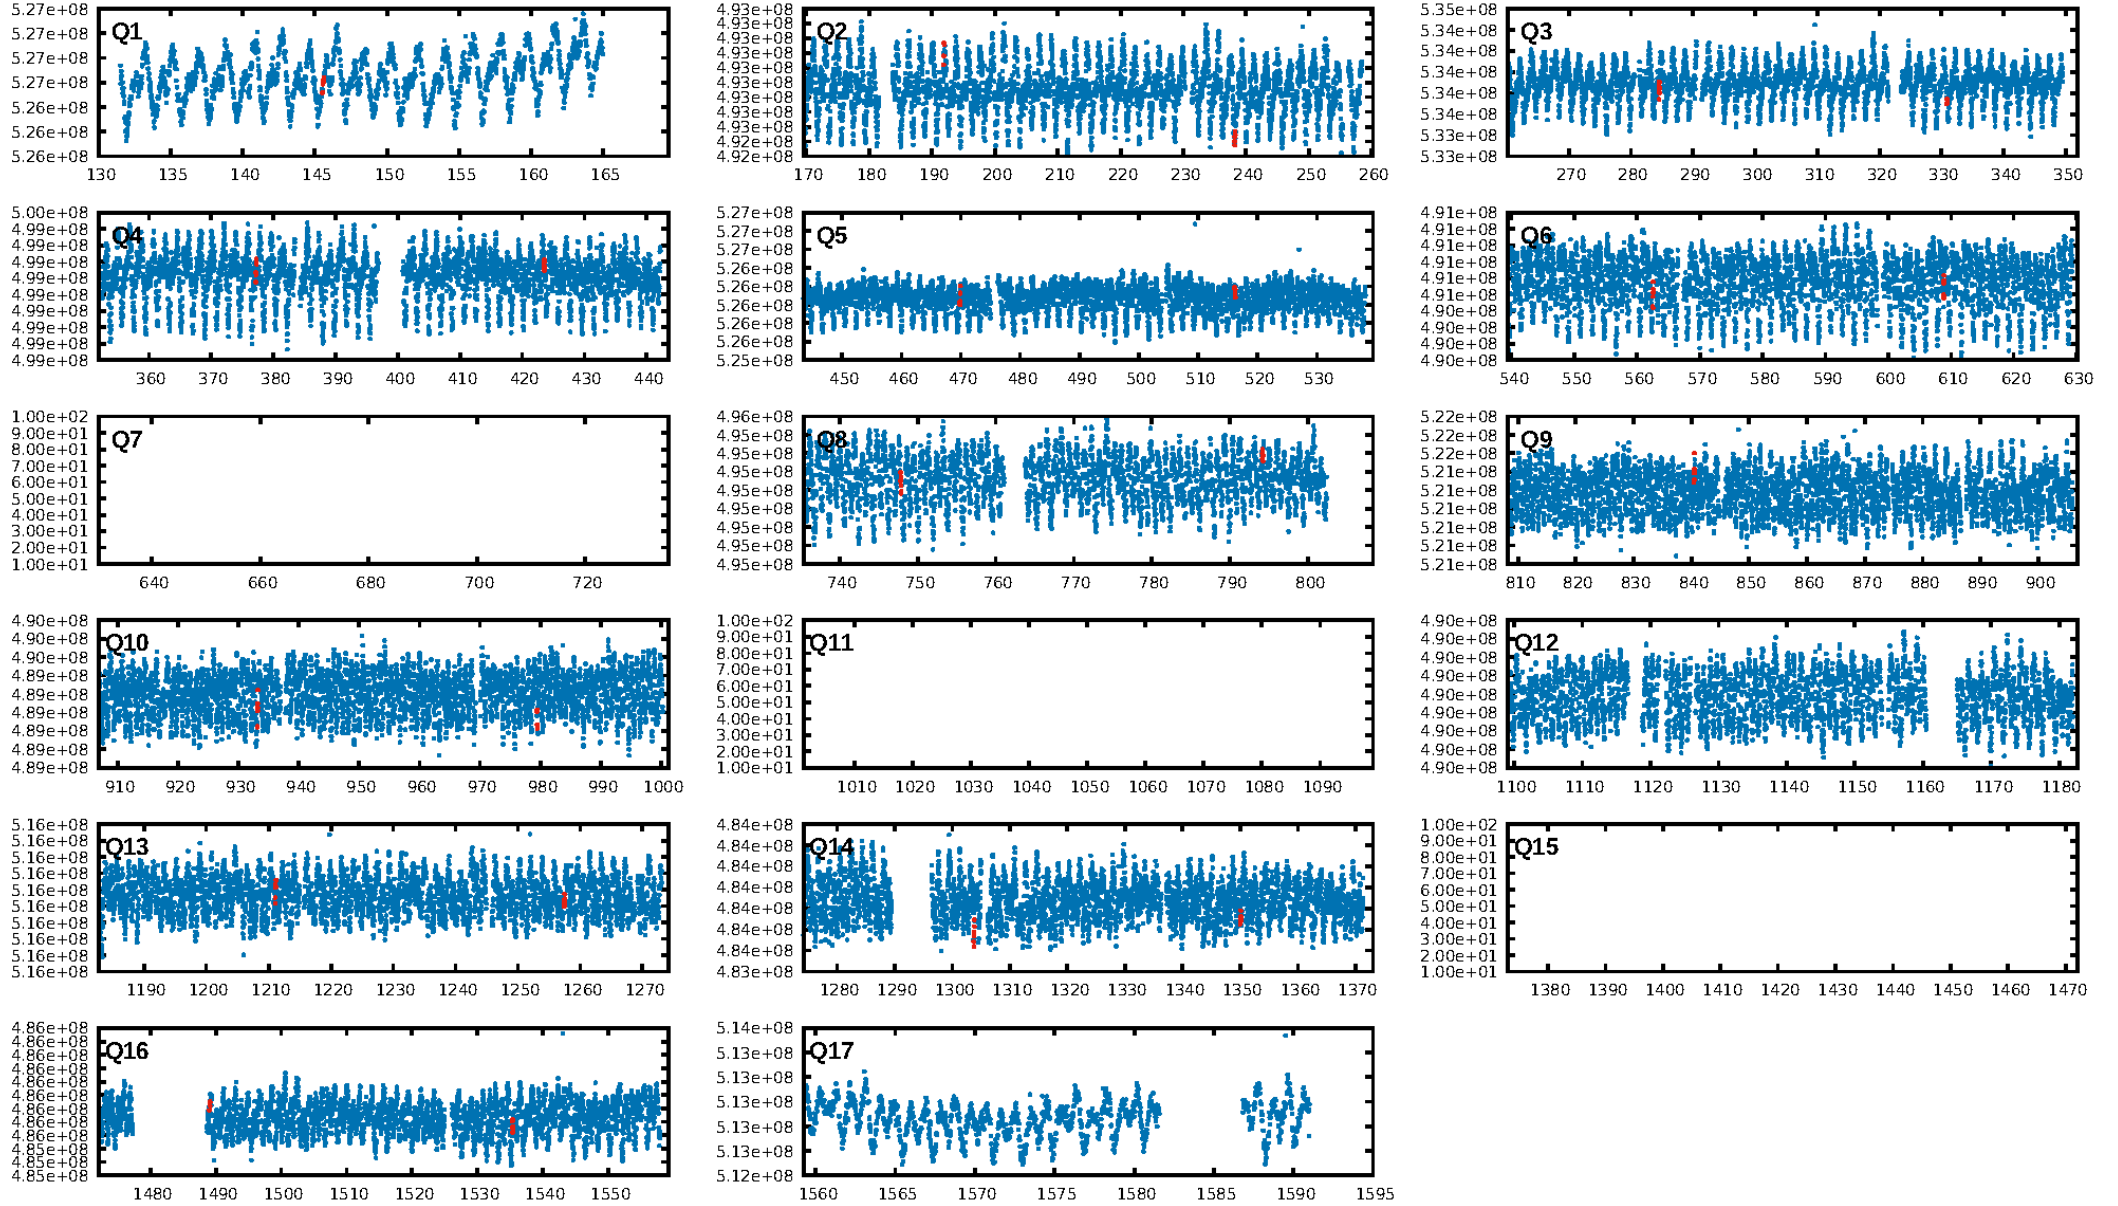 5.27e+08 5.27e+08 5.27e+08 5.27e+08 5.26e+08 5.26e+08 5.26e+08
Q1
130 135 140 145 150 155 160 165
4.93e+08 4.93e+08 4.93e+08 4.93e+08 4.93e+08 4.93e+08 4.93e+08 4.93e+08 4.93e+08 4.92e+08 4.92e+08
Q2
170 180 190 200 210 220 230 240 250 260
5.35e+08 5.34e+08 5.34e+08 5.34e+08 5.34e+08 5.34e+08 5.33e+08 5.33e+08
Q3
270 280 290 300 310 320 330 340 350
5.00e+08 4.99e+08 4.99e+08 4.99e+08 4.99e+08 4.99e+08 4.99e+08 4.99e+08 4.99e+08 4.99e+08
Q4
360 370 380 390 400 410 420 430 440
5.27e+08 5.27e+08 5.27e+08 5.26e+08 5.26e+08 5.26e+08 5.26e+08 5.26e+08 5.25e+08
Q5
450 460 470 480 490 500 510 520 530
4.91e+08 4.91e+08 4.91e+08 4.91e+08 4.91e+08 4.91e+08 4.90e+08 4.90e+08 4.90e+08 4.90e+08
Q6
540 550 560 570 580 590 600 610 620 630
1.00e+02 9.00e+01 8.00e+01 7.00e+01 6.00e+01 5.00e+01 4.00e+01 3.00e+01 2.00e+01 1.00e+01
Q7
640 660 680 700 720
4.96e+08 4.95e+08 4.95e+08 4.95e+08 4.95e+08 4.95e+08 4.95e+08 4.95e+08 4.95e+08
Q8
740 750 760 770 780 790 800
5.22e+08 5.22e+08 5.22e+08 5.21e+08 5.21e+08 5.21e+08 5.21e+08 5.21e+08 5.21e+08
Q9
810 820 830 840 850 860 870 880 890 900
4.90e+08 4.90e+08 4.90e+08 4.89e+08 4.89e+08 4.89e+08 4.89e+08 4.89e+08 4.89e+08
Q10
910 920 930 940 950 960 970 980 990 1000
1.00e+02 9.00e+01 8.00e+01 7.00e+01 6.00e+01 5.00e+01 4.00e+01 3.00e+01 2.00e+01 1.00e+01
Q11
1010 1020 1030 1040 1050 1060 1070 1080 1090
4.90e+08 4.90e+08 4.90e+08 4.90e+08 4.90e+08 4.90e+08 4.90e+08 4.90e+08 4.90e+08
Q12
1100 1110 1120 1130 1140 1150 1160 1170 1180
5.16e+08 5.16e+08 5.16e+08 5.16e+08 5.16e+08 5.16e+08 5.16e+08 5.16e+08 5.16e+08 5.16e+08
Q13
1190 1200 1210 1220 1230 1240 1250 1260 1270
4.84e+08 4.84e+08 4.84e+08 4.84e+08 4.84e+08 4.84e+08 4.84e+08 4.83e+08
Q14
1280 1290 1300 1310 1320 1330 1340 1350 1360 1370
1.00e+02 9.00e+01 8.00e+01 7.00e+01 6.00e+01 5.00e+01 4.00e+01 3.00e+01 2.00e+01 1.00e+01
Q15
1380 1390 1400 1410 1420 1430 1440 1450 1460 1470
4.86e+08 4.86e+08 4.86e+08 4.86e+08 4.86e+08 4.86e+08 4.86e+08 4.86e+08 4.86e+08 4.85e+08 4.85e+08 4.85e+08
Q16
1480 1490 1500 1510 1520 1530 1540 1550
5.14e+08 5.13e+08 5.13e+08 5.13e+08 5.13e+08 5.13e+08 5.12e+08
Q17
1560 1565 1570 1575 1580 1585 1590 1595